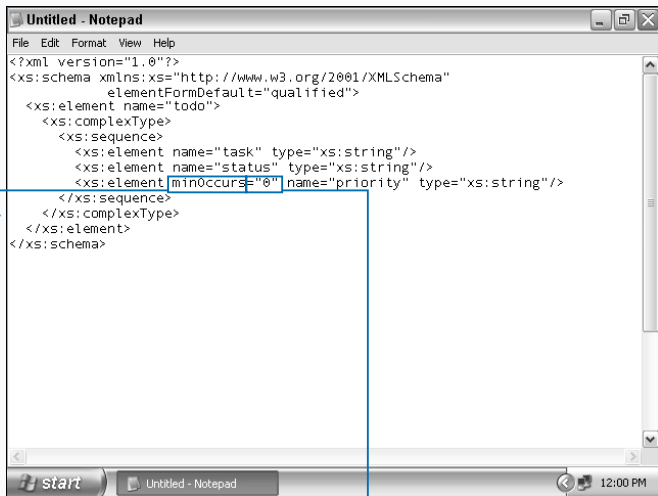 Untitled - Notepad
File Edit Format View Help
<?xml version="1.0"?>
<xs:schema xmlns:xs="http://www.w3.org/2001/XMLSchema"
            elementFormDefault="qualified">
  <xs:element name="todo">
    <xs:complexType>
      <xs:sequence>
        <xs:element name="task" type="xs:string"/>
        <xs:element name="status" type="xs:string"/>
        <xs:element minOccurs="0" name="priority" type="xs:string"/>
      </xs:sequence>
    </xs:complexType>
  </xs:element>
</xs:schema>
start
Untitled - Notepad
12:00 PM